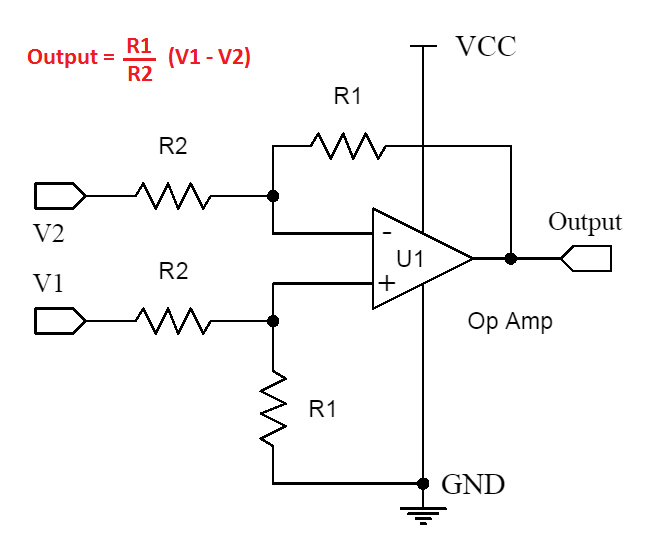 VCC
Output = R1/R2 (V1 - V2)
R1
R2
V2
Output
-
U1
V1
R2
+
Op Amp
R1
GND